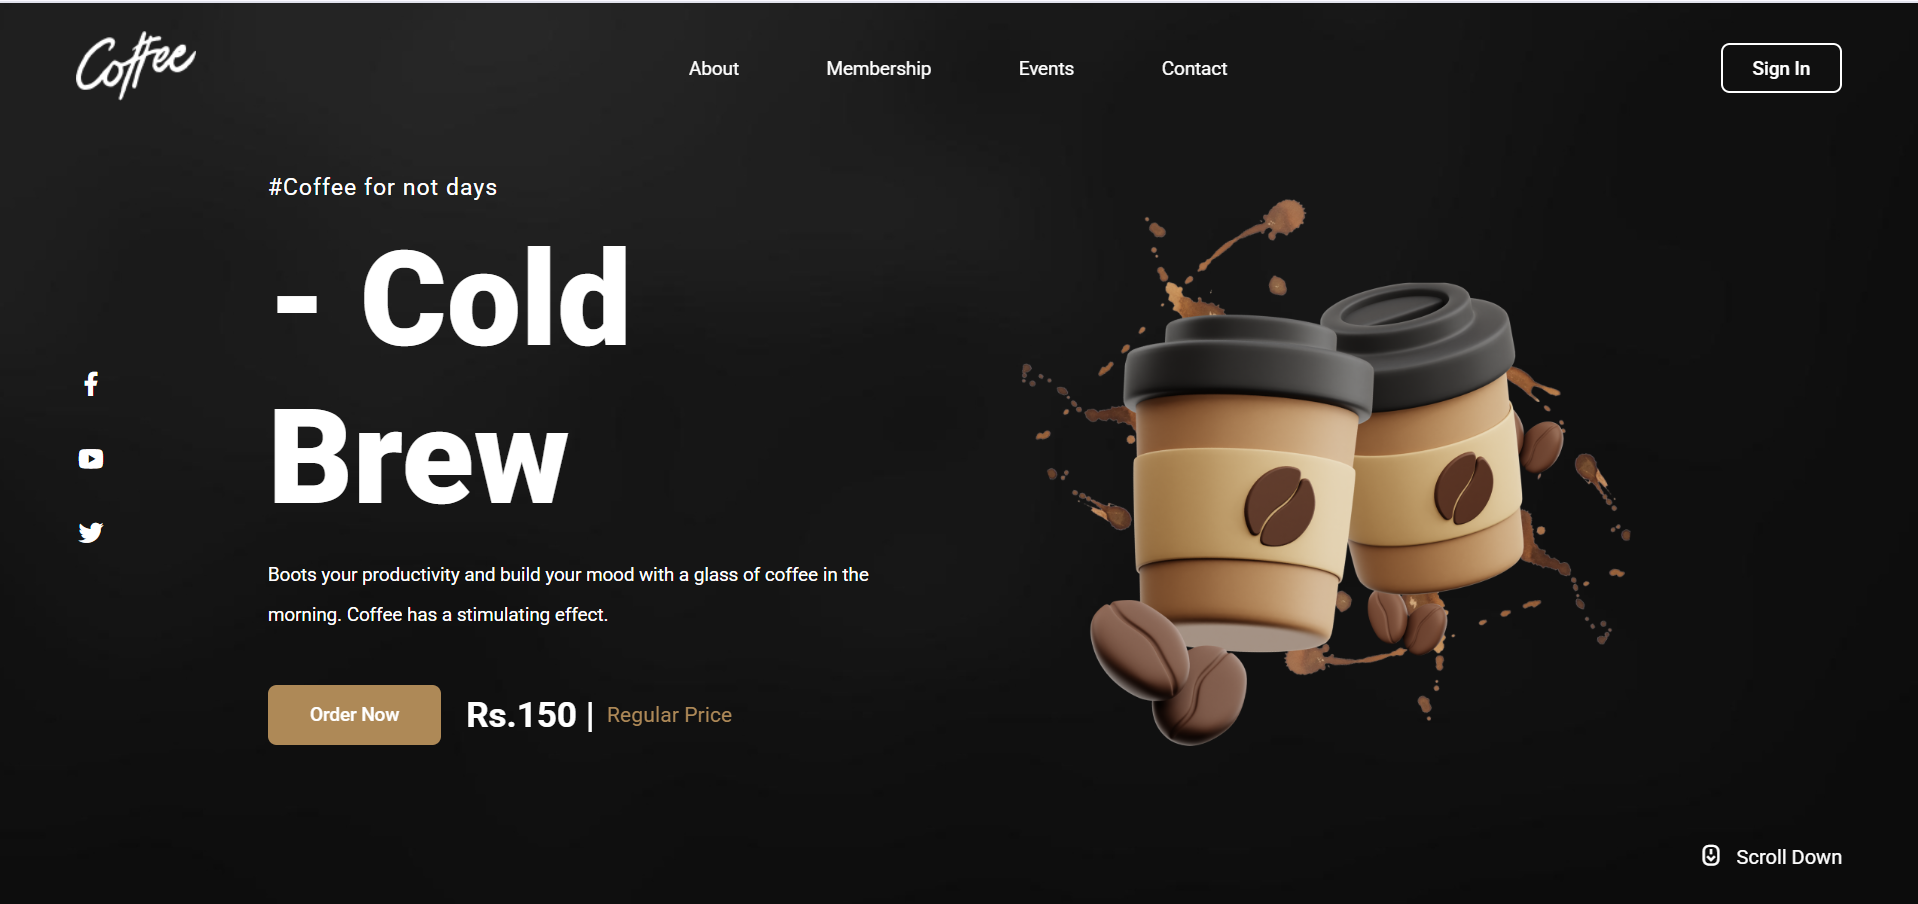 Coffee
About
Membership
Events
Contact
Sign In
#Coffee for not days
- Cold
Brew
Boots your productivity and build your mood with a glass of coffee in the
morning. Coffee has a stimulating effect.
Order Now
Rs.150 | Regular Price
Scroll Down